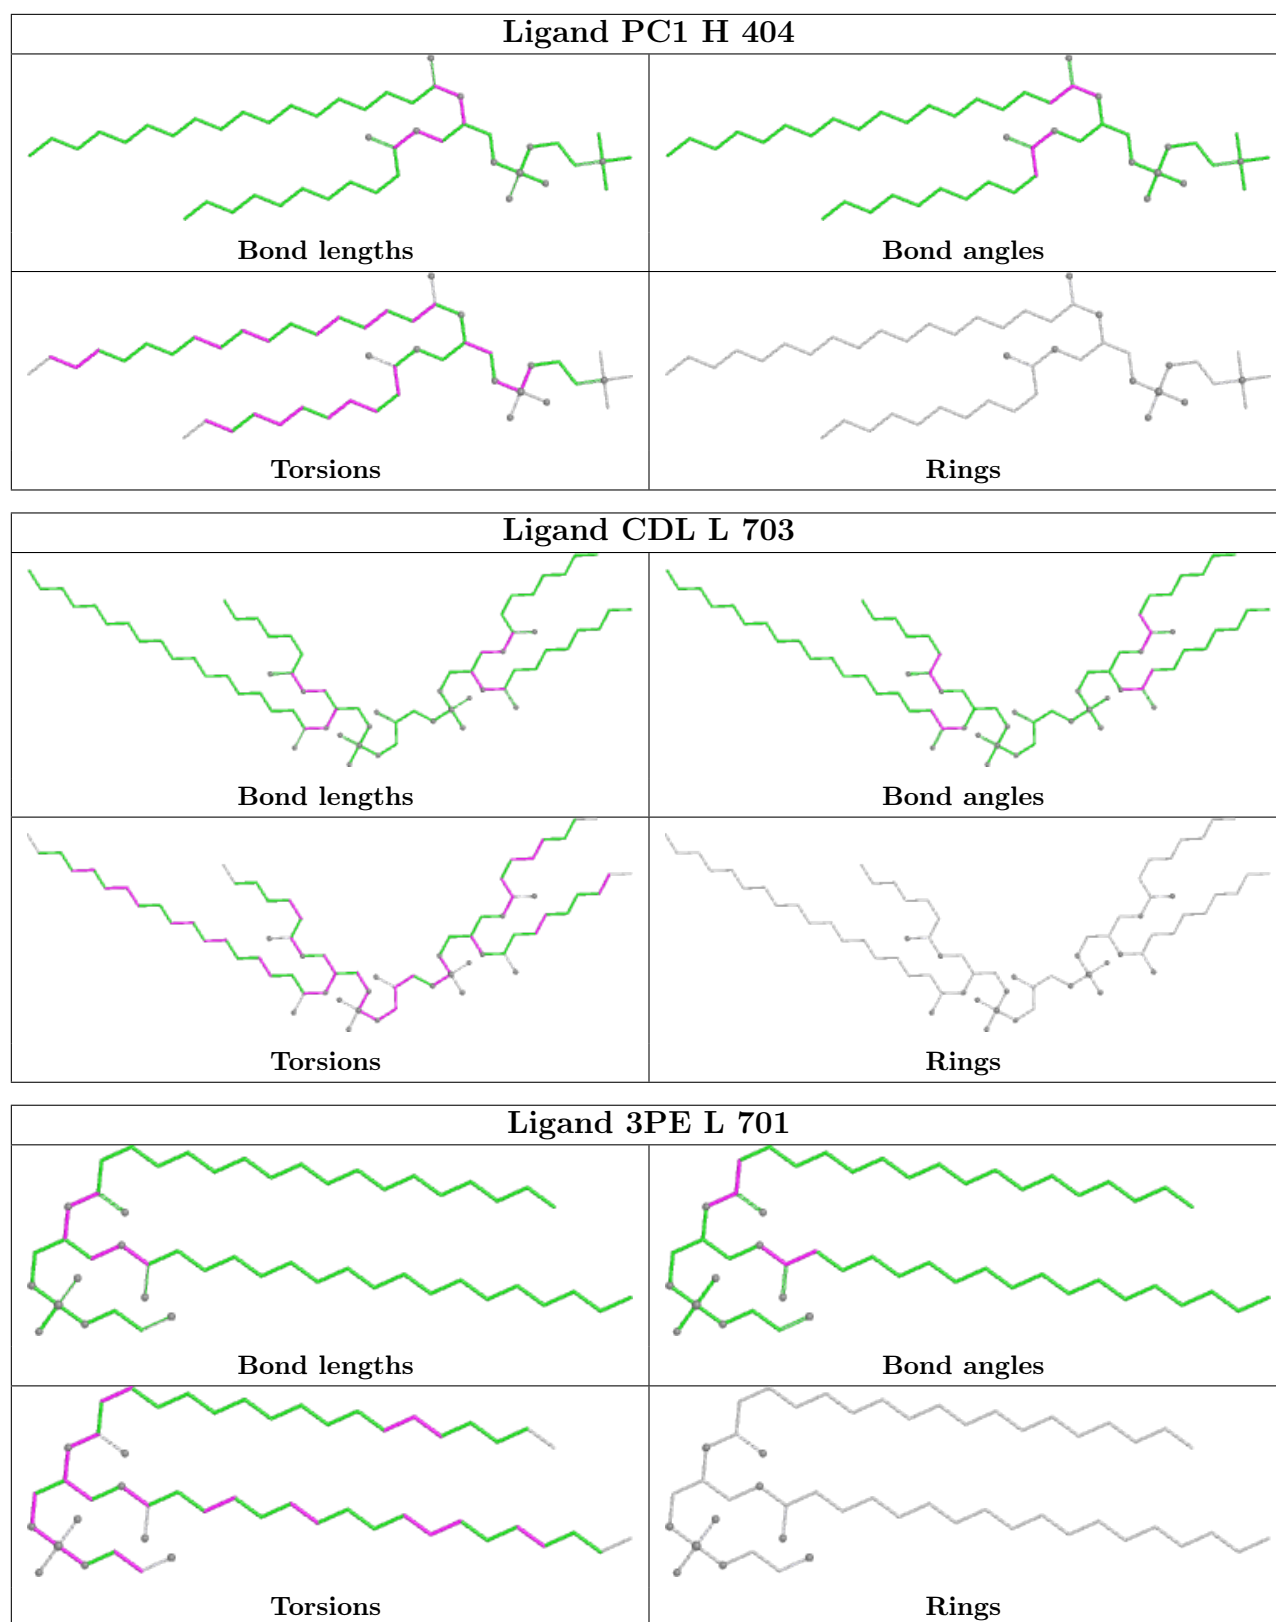 Ligand PC1 H 404
Bond lengths Bond angles
Torsions Rings
Ligand CDL L 703
Bond lengths Bond angles
Torsions Rings
Ligand 3PE L 701
Bond lengths Bond angles
Torsions Rings